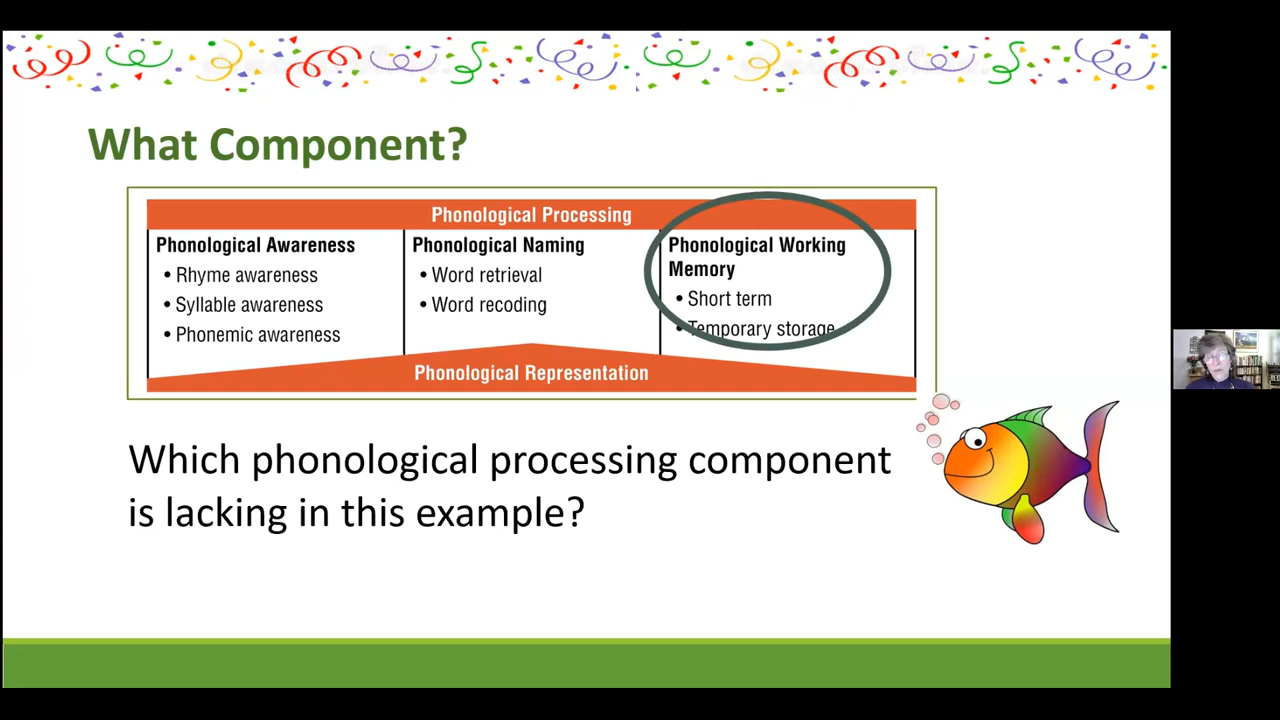 What Component?
Phonological Processing
Phonological Awareness
• Rhyme awareness
• Syllable awareness
• Phonemic awareness
Phonological Naming
• Word retrieval
• Word recoding
Phonological Working
Memory
• Short term
• Temporary storage
Phonological Representation
Which phonological processing component
is lacking in this example?